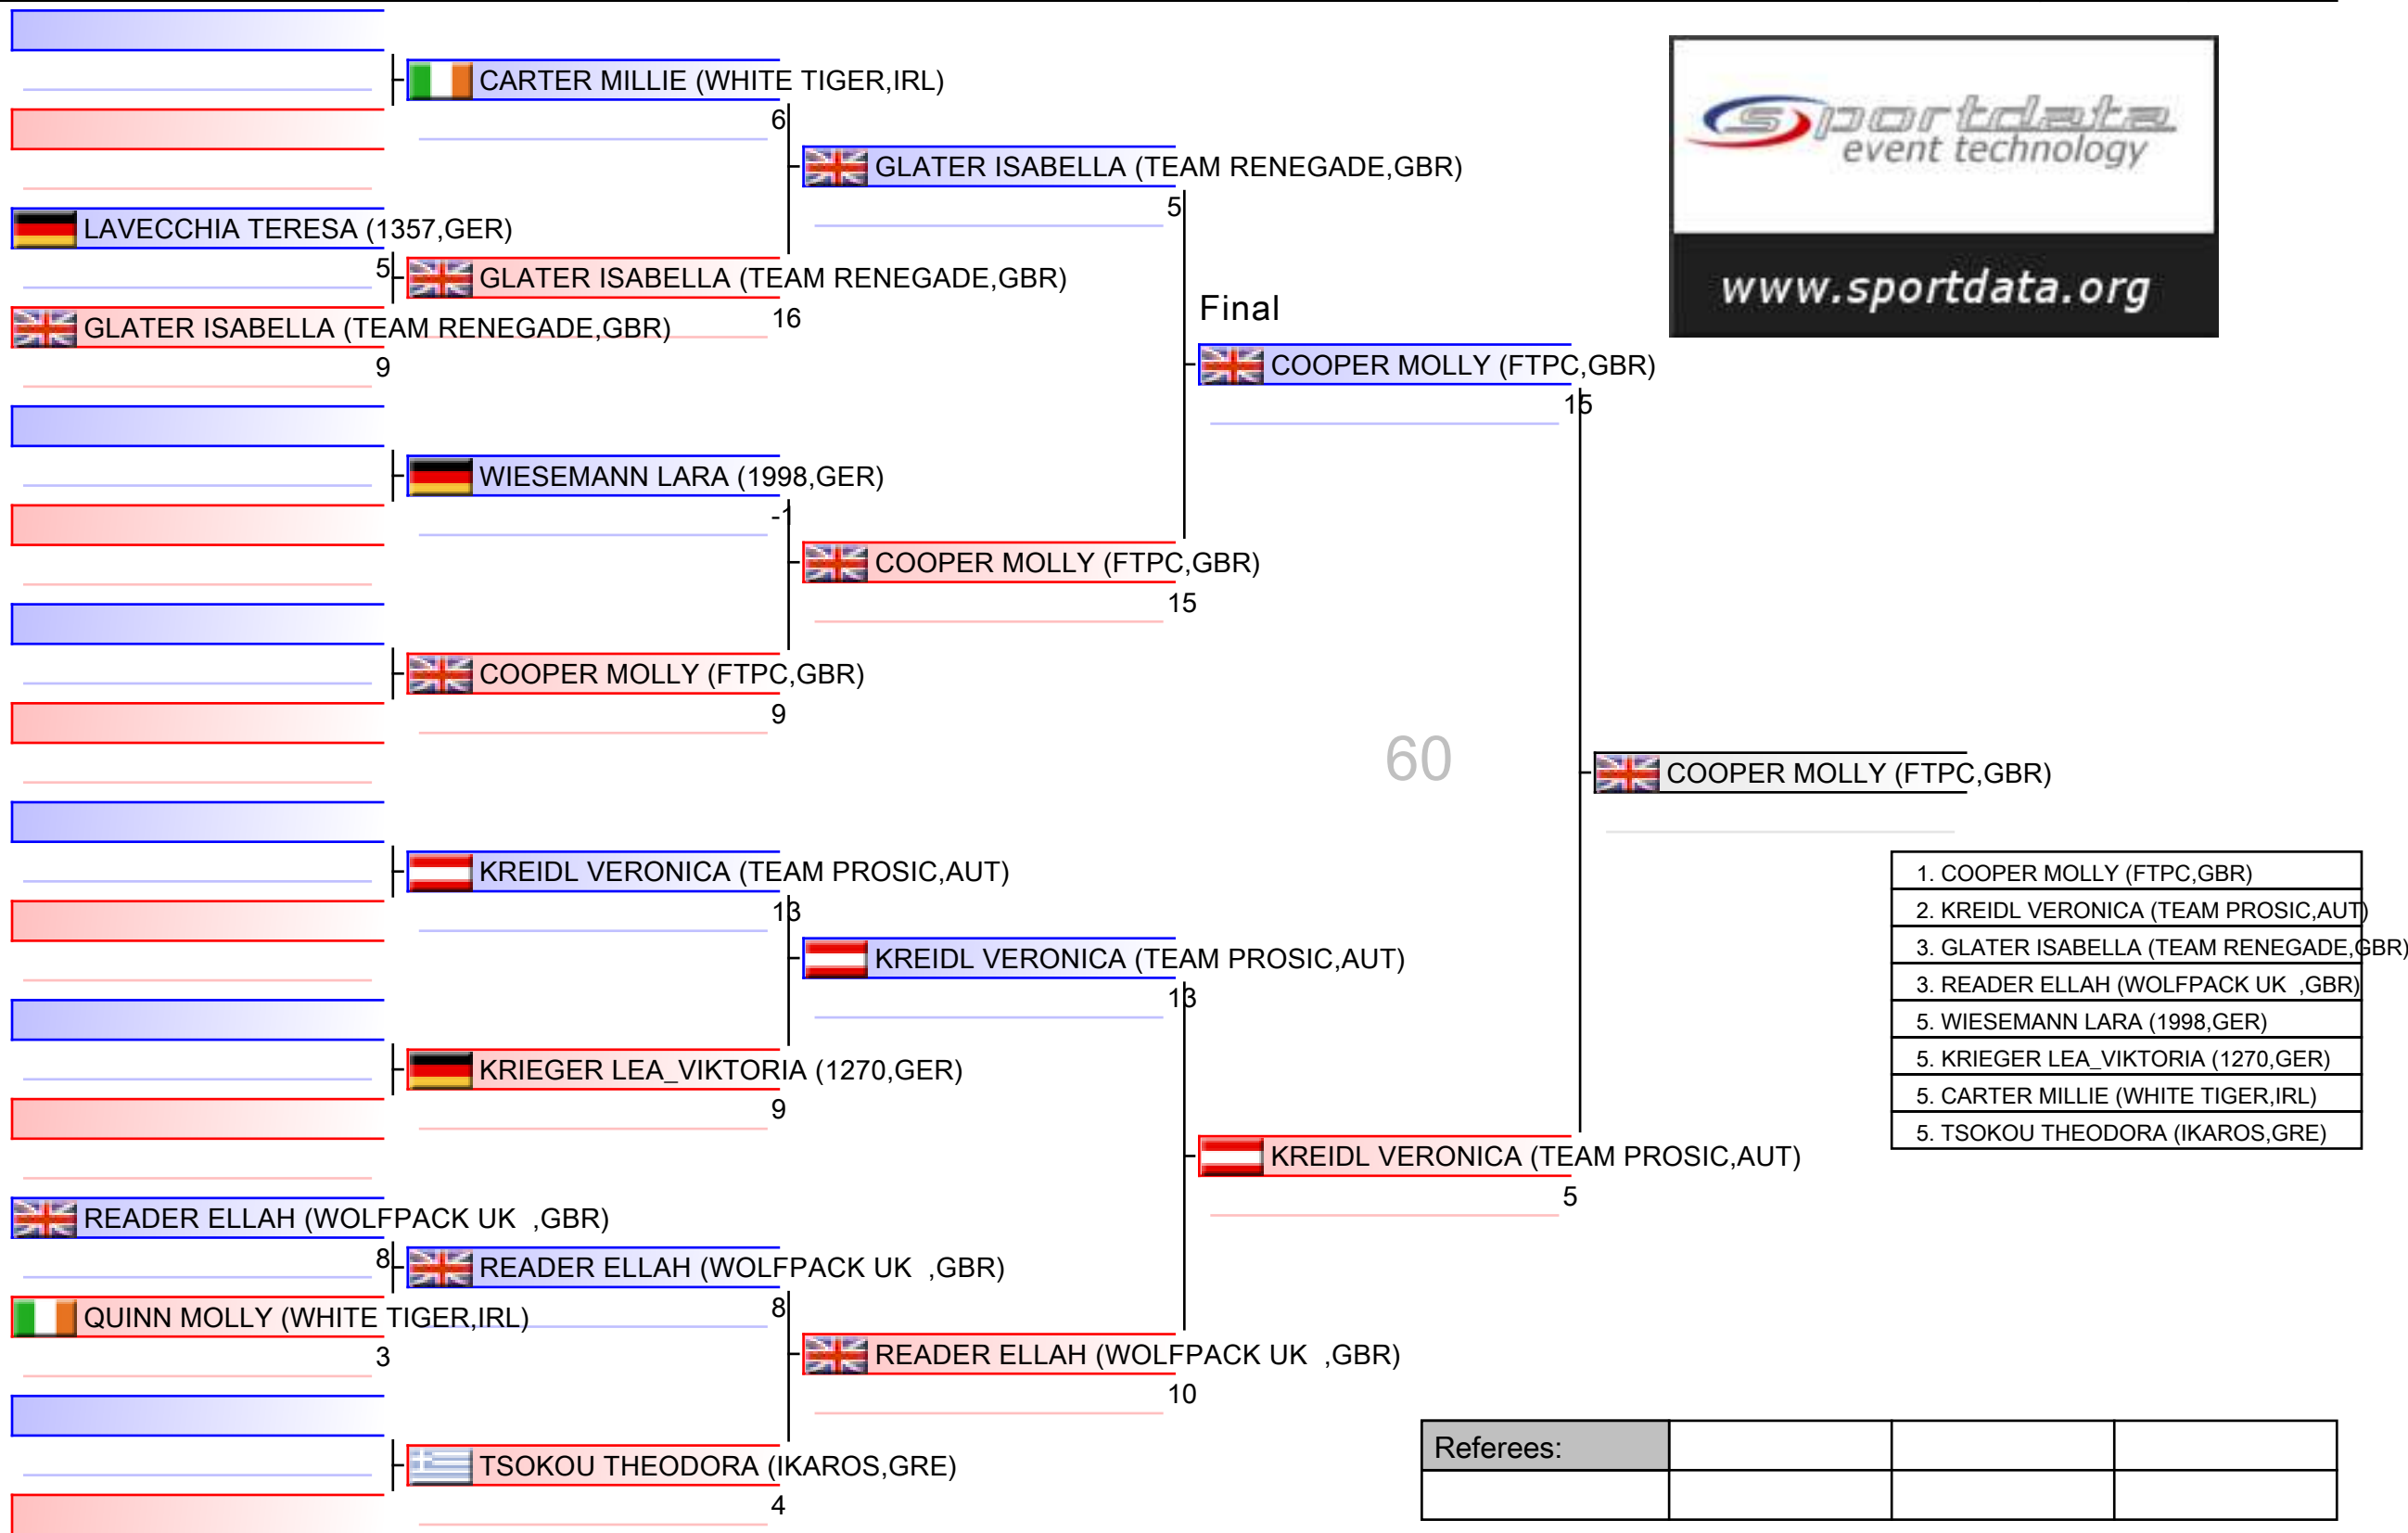 CARTER MILLIE (WHITE TIGER,IRL)
6
GLATER ISABELLA (TEAM RENEGADE,GBR)
5
LAVECCHIA TERESA (1357,GER)
5
GLATER ISABELLA (TEAM RENEGADE,GBR)
16
GLATER ISABELLA (TEAM RENEGADE,GBR)
9
Final
COOPER MOLLY (FTPC,GBR)
15
WIESEMANN LARA (1998,GER)
-1
COOPER MOLLY (FTPC,GBR)
15
COOPER MOLLY (FTPC,GBR)
9
60
COOPER MOLLY (FTPC,GBR)
KREIDL VERONICA (TEAM PROSIC,AUT)
13
KREIDL VERONICA (TEAM PROSIC,AUT)
13
KRIEGER LEA_VIKTORIA (1270,GER)
9
KREIDL VERONICA (TEAM PROSIC,AUT)
5
READER ELLAH (WOLFPACK UK  ,GBR)
8
READER ELLAH (WOLFPACK UK  ,GBR)
8
QUINN MOLLY (WHITE TIGER,IRL)
3
READER ELLAH (WOLFPACK UK  ,GBR)
10
TSOKOU THEODORA (IKAROS,GRE)
4
sportdata
event technology
www.sportdata.org
1. COOPER MOLLY (FTPC,GBR)
2. KREIDL VERONICA (TEAM PROSIC,AUT)
3. GLATER ISABELLA (TEAM RENEGADE,GBR)
3. READER ELLAH (WOLFPACK UK  ,GBR)
5. WIESEMANN LARA (1998,GER)
5. KRIEGER LEA_VIKTORIA (1270,GER)
5. CARTER MILLIE (WHITE TIGER,IRL)
5. TSOKOU THEODORA (IKAROS,GRE)
Referees: